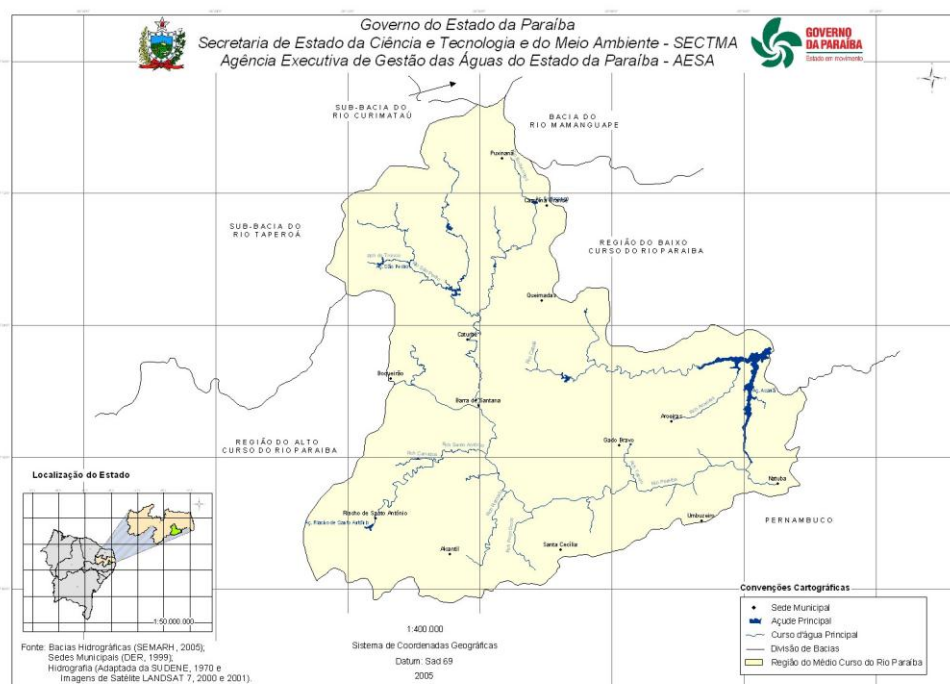 Governo do Estado da Paraíba
Secretaria de Estado da Ciência e Tecnologia e do Meio Ambiente - SECTMA
Agência Executiva de Gestão das Águas do Estado da Paraíba - AESA
GOVERNO
DA PARAÍBA
Estado em movimento
SUB-BACIA DO
RIO CURIMATAÚ
BACIA DO
RIO MAMANGUAPE
Puxinanã
Campina Grande
SUB-BACIA DO
RIO TAPEROÁ
REGIÃO DO BAIXO
CURSO DO RIO PARAIBA
Queimadas
Caturité
Boqueirão
Barra de Santana
Aroeiras
Gado Bravo
REGIÃO DO ALTO
CURSO DO RIO PARAIBA
Natuba
Riacho de Santo Antônio
Umbuzeiro
PERNAMBUCO
Alcantil
Santa Cecília
Localização do Estado
1:50.000.000
Fonte: Bacias Hidrográficas (SEMARH, 2005);
Sedes Municipais (DER, 1999);
Hidrografia (Adaptada da SUDENE, 1970 e
Imagens de Satélite LANDSAT 7, 2000 e 2001).
1:400.000
Sistema de Coordenadas Geográficas
Datum: Sad 69
2005
Convenções Cartográficas
Sede Municipal
Açude Principal
Curso d'água Principal
Divisão de Bacias
Região do Médio Curso do Rio Paraíba